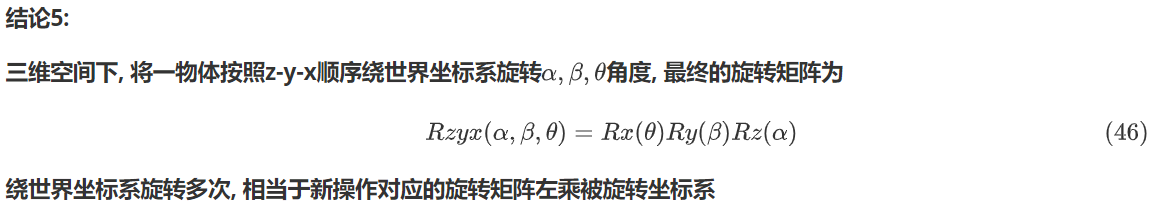 结论5:
三维空间下, 将一物体按照z-y-x顺序绕世界坐标系旋转α, β, θ角度, 最终的旋转矩阵为
Rzyx(α, β, θ) = Rx(θ)Ry(β)Rz(α) (46)
绕世界坐标系旋转多次, 相当于新操作对应的旋转矩阵左乘被旋转坐标系